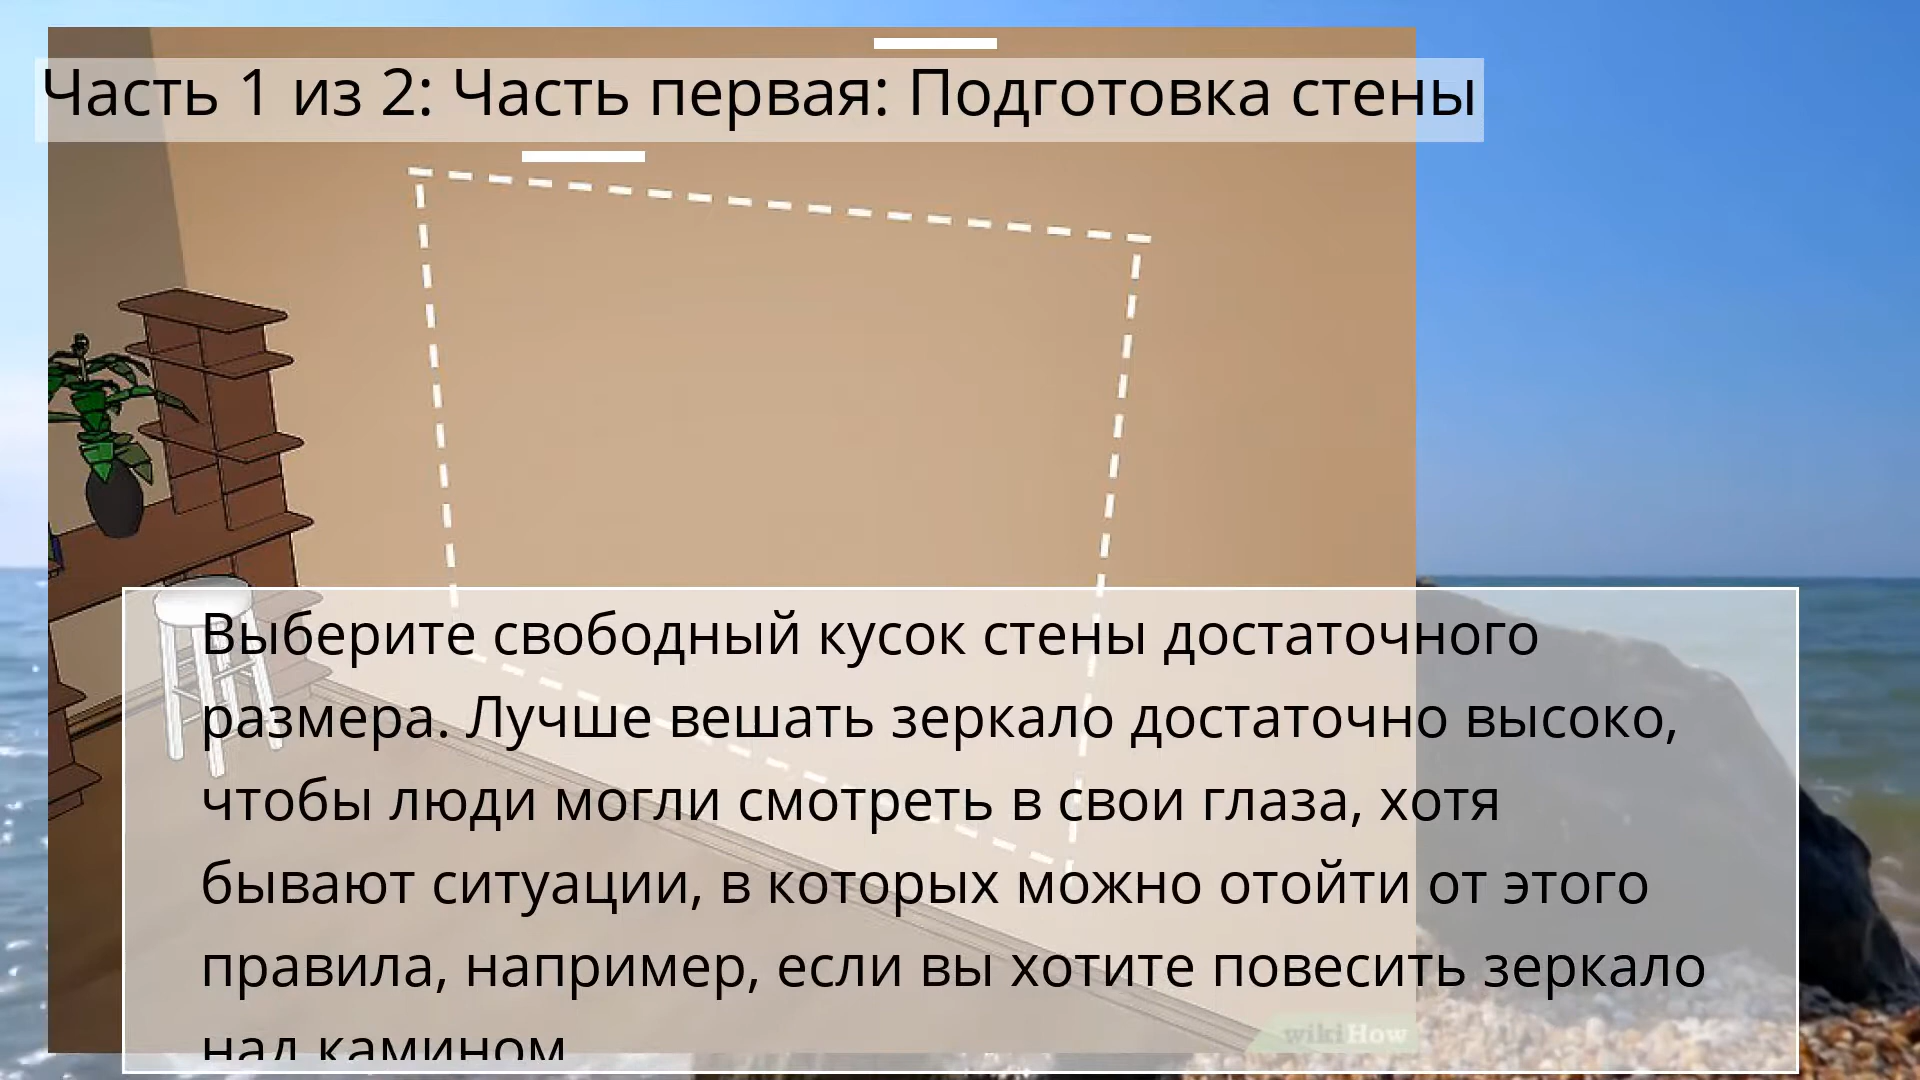 Часть 1 из 2: Часть первая: Подготовка стены
Выберите свободный кусок стены достаточного
размера. Лучше вешать зеркало достаточно высоко,
чтобы люди могли смотреть в свои глаза, хотя
бывают ситуации, в которых можно отойти от этого
правила, например, если вы хотите повесить зеркало
над камином
wikiHow